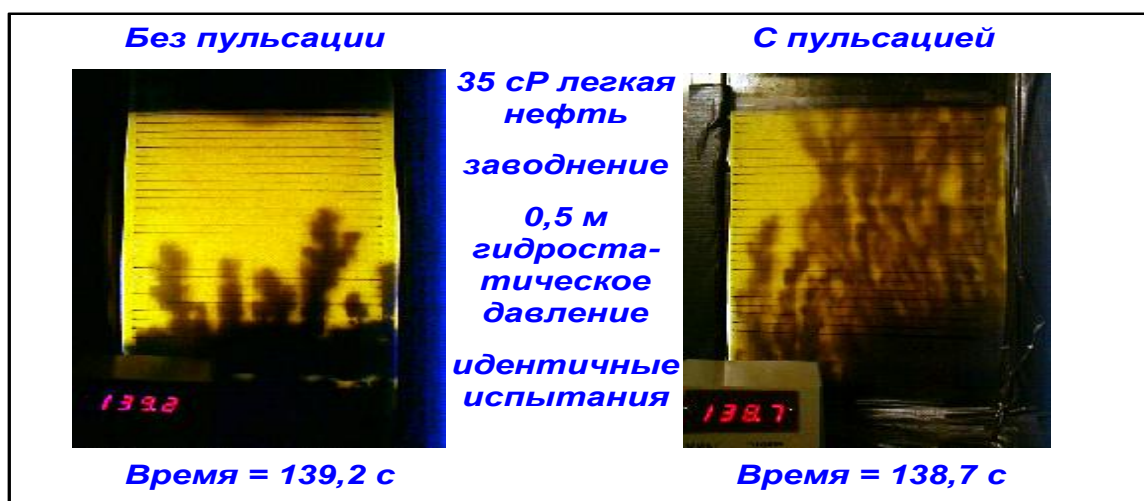 Без пульсации
С пульсацией
35 сР легкая
нефть
заводнение
0,5 м
гидроста-
тическое
давление
идентичные
испытания
139.2
138.7
Время = 139,2 с
Время = 138,7 с